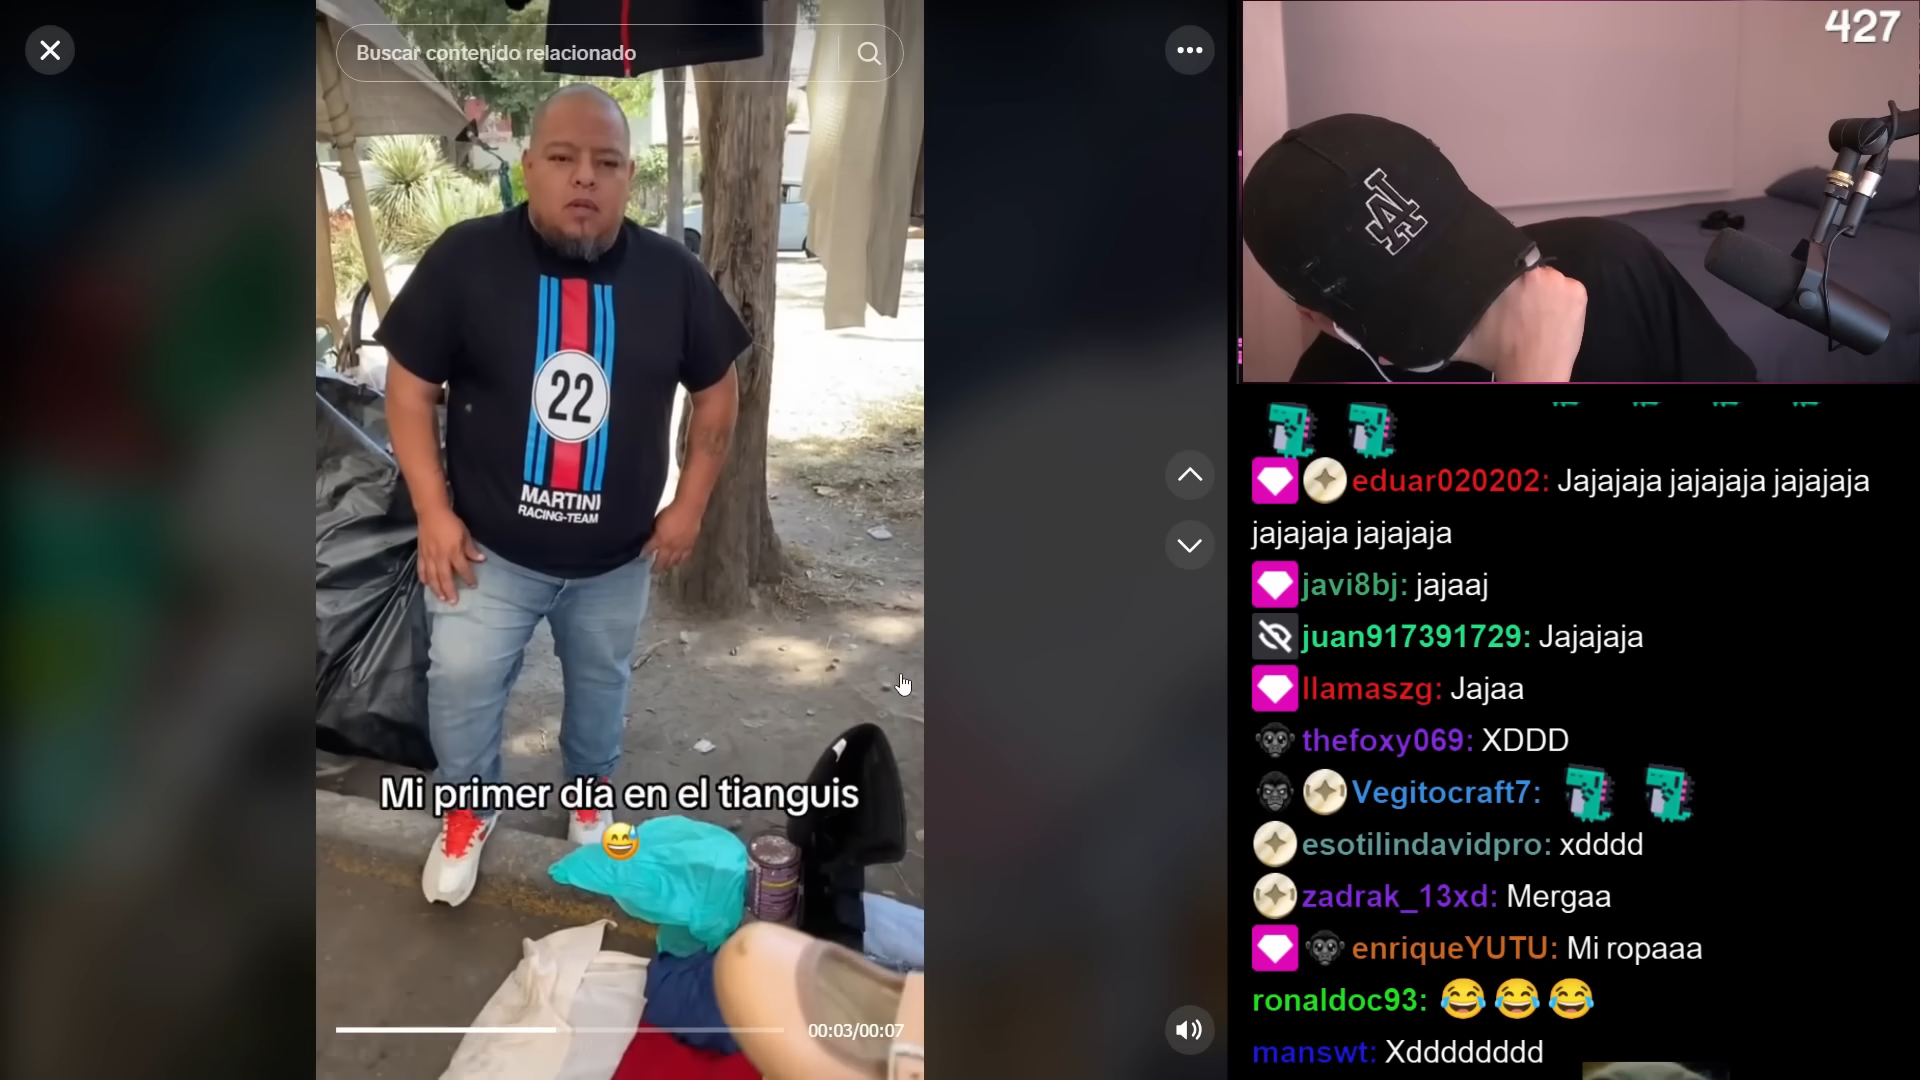 Buscar contenido relacionado
22
MARTINI
RACING-TEAM
Mi primer día en el tianguis
00:03/00:07
427
LA
eduar020202: Jajajaja jajajaja jajajaja
jajajaja jajajaja
javi8bj: jajaaj
juan917391729: Jajajaja
llamaszg: Jajaa
thefoxy069: XDDD
Vegitocraft7:
esotilindavidpro: xdddd
zadrak_13xd: Mergaa
enriqueYUTU: Mi ropaaa
ronaldoc93: 😂😂😂
manswt: Xdddddddd